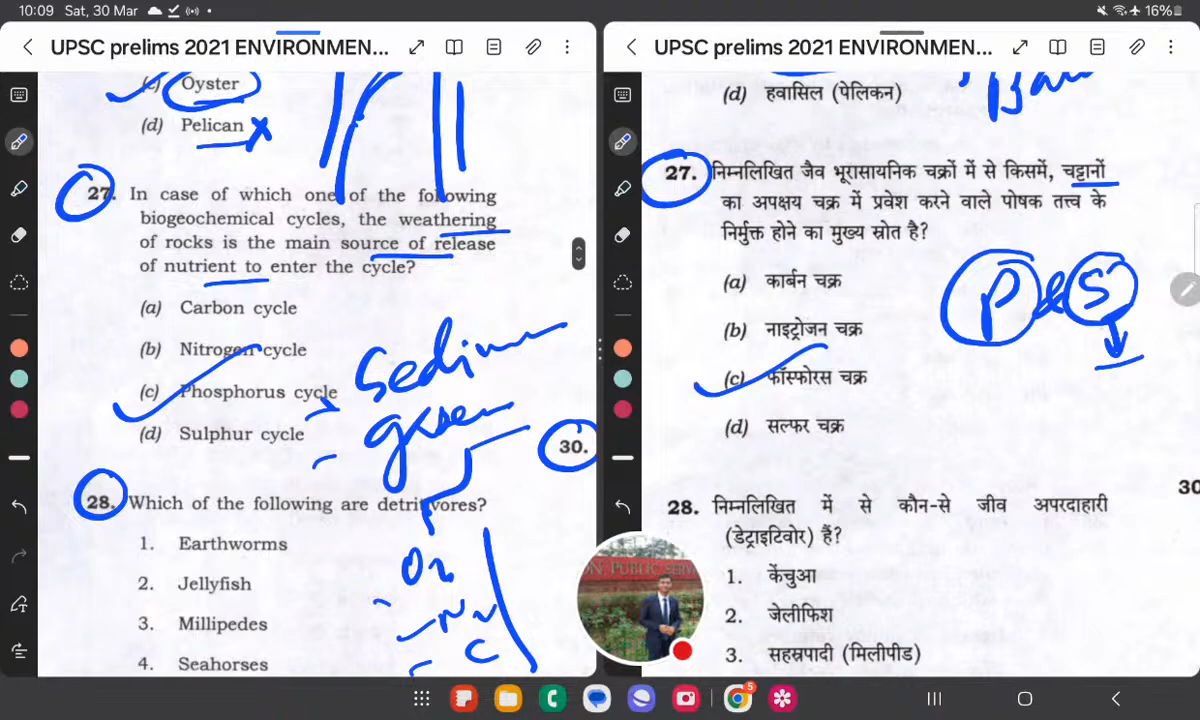 10:09 Sat, 30 Mar
16%
UPSC prelims 2021 ENVIRONMEN...
(c) Oyster
(d) Pelican
27. In case of which one of the following
biogeochemical cycles, the weathering
of rocks is the main source of release
of nutrient to enter the cycle?
(a) Carbon cycle
(b) Nitrogen cycle
(c) Phosphorus cycle
(d) Sulphur cycle
Sedim
30.
28. Which of the following are detritivores?
1. Earthworms
2. Jellyfish
3. Millipedes
4. Seahorses
O2
N2
C
UPSC prelims 2021 ENVIRONMEN...
(d) हवासिल (पेलिकन)
27. निम्नलिखित जैव भूरासायनिक चक्रों में से किसमें, चट्टानों
का अपक्षय चक्र में प्रवेश करने वाले पोषक तत्त्व के
निर्मुक्त होने का मुख्य स्रोत है?
(a) कार्बन चक्र
(b) नाइट्रोजन चक्र
(c) फॉस्फोरस चक्र
(d) सल्फर चक्र
P & S
30
28. निम्नलिखित में से कौन-से जीव अपरदाहारी
(डेट्राइटिवोर) हैं?
1. केंचुआ
2. जेलीफिश
3. सहस्रपादी (मिलीपीड)
5